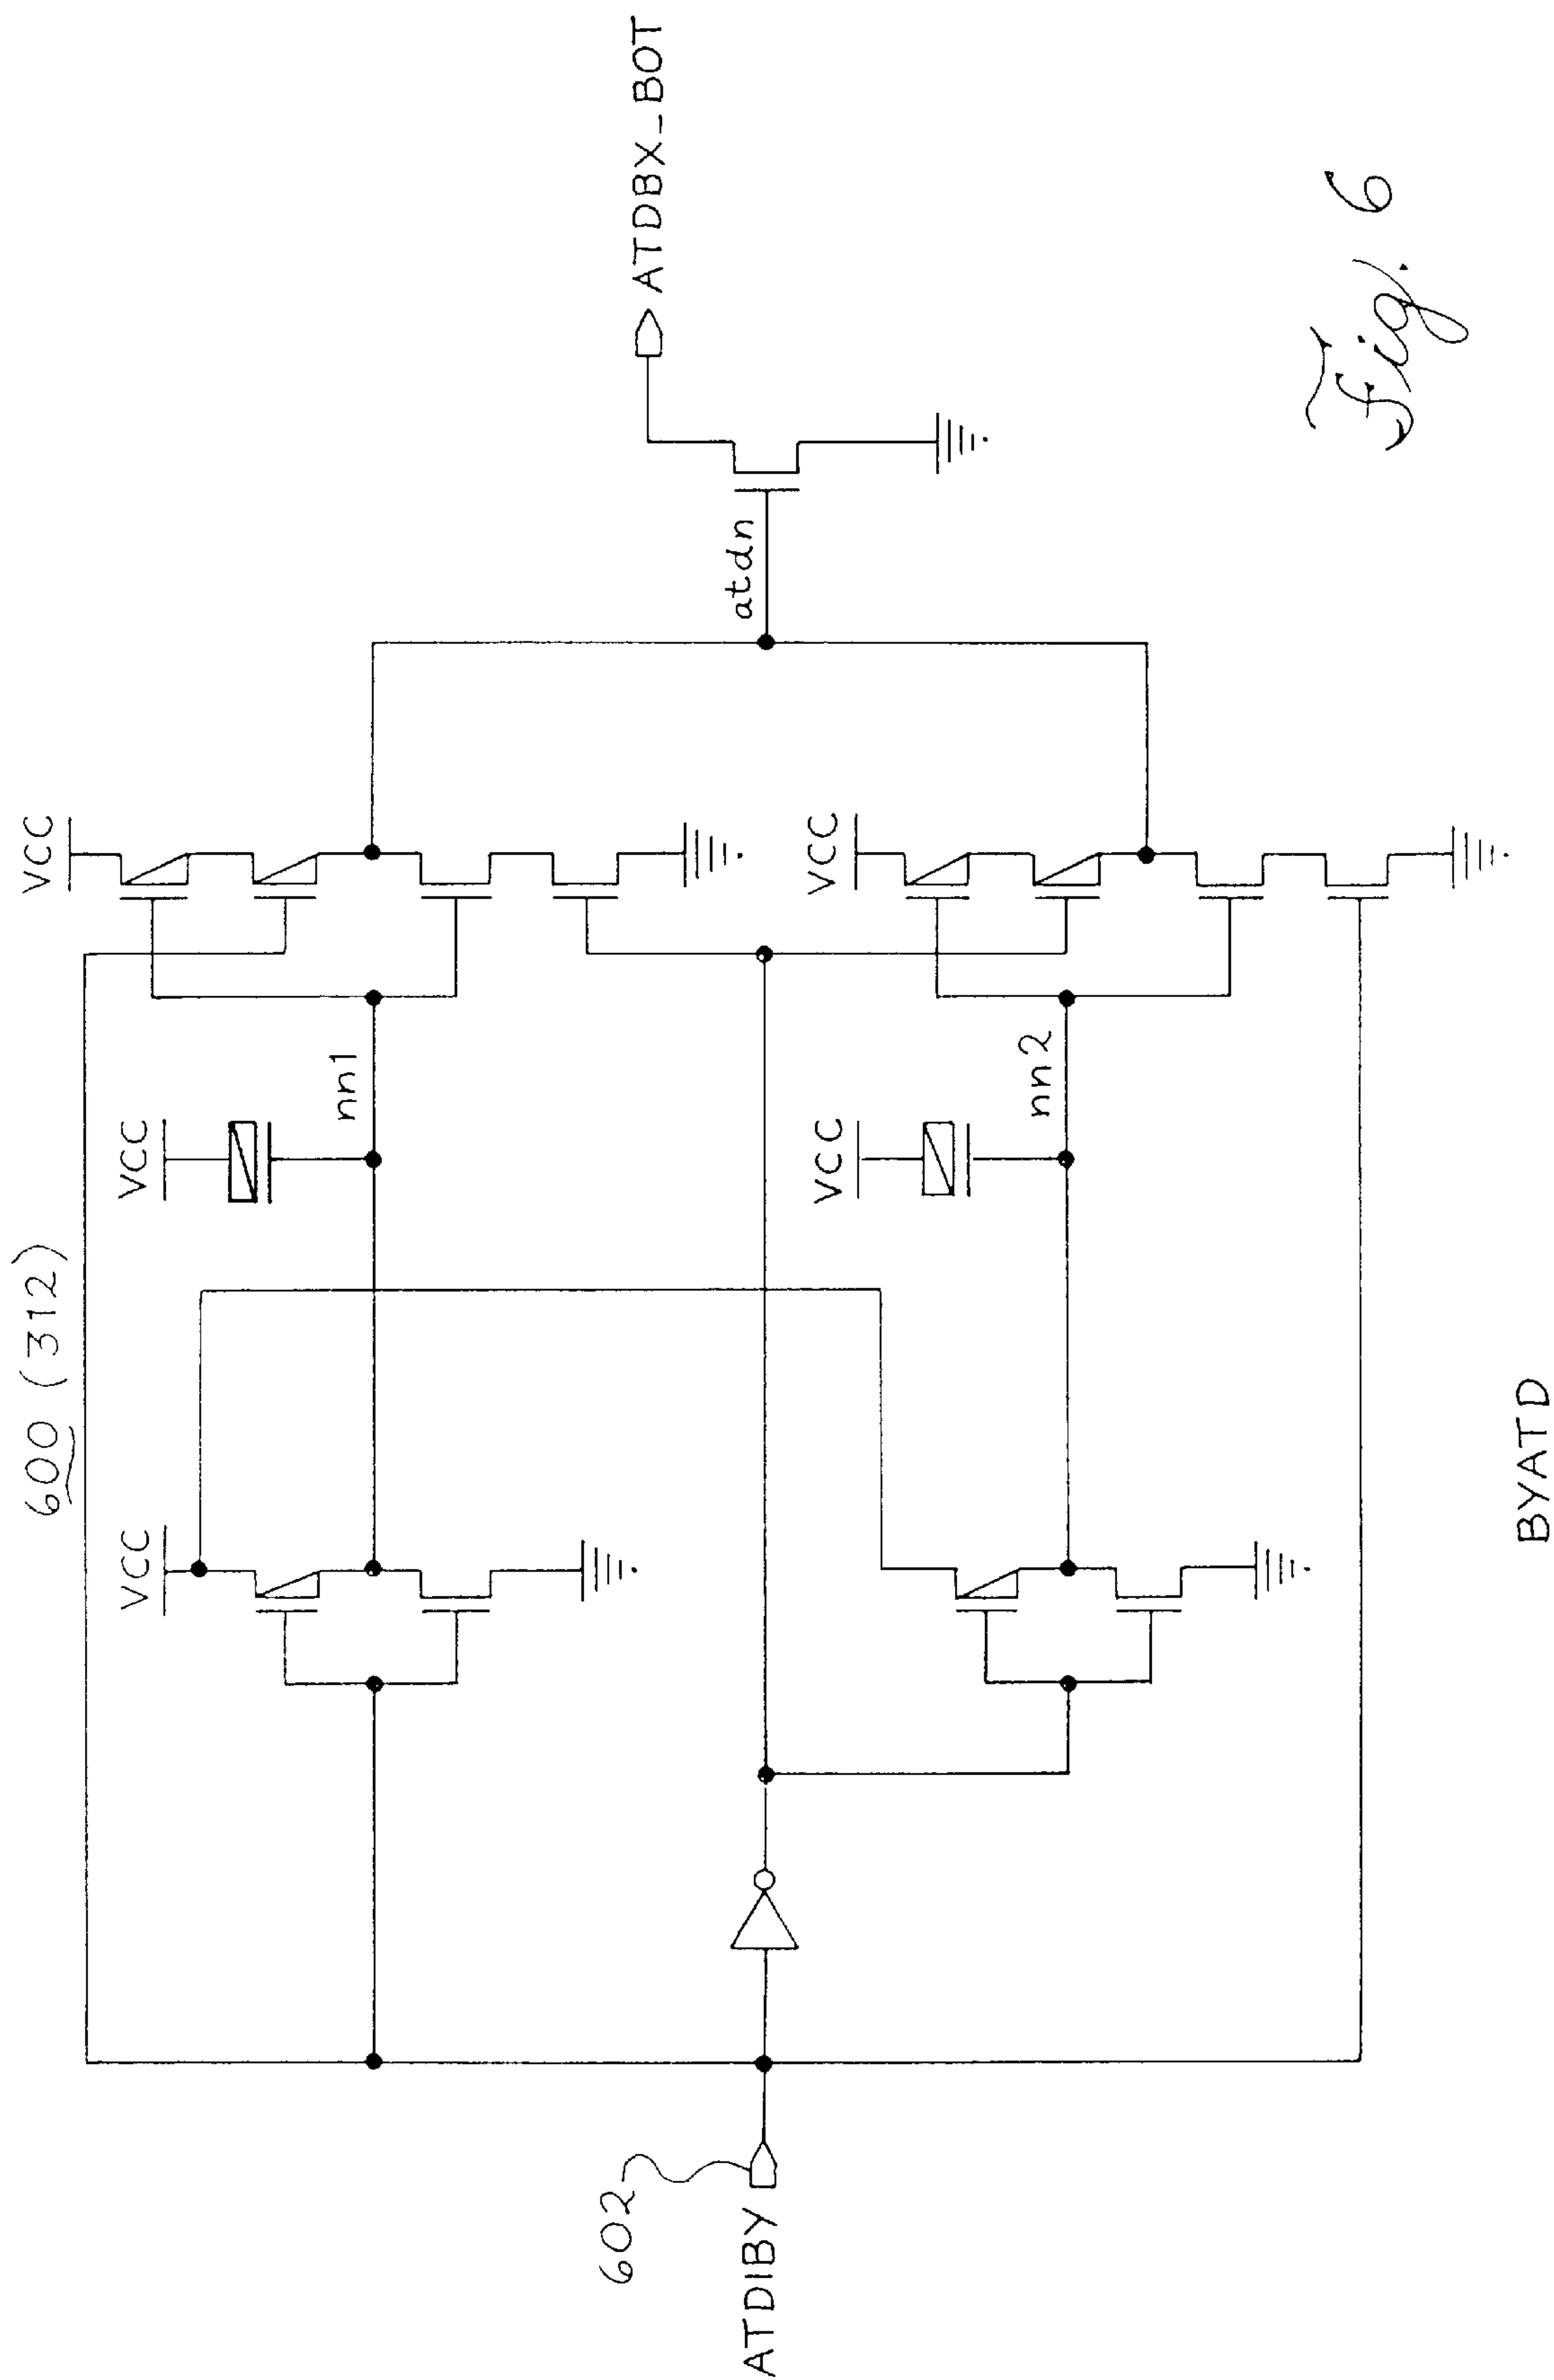 600 (312)
VCC
VCC
VCC
nn1
atdn
ATDBX_BOT
602
ATDIBY
VCC
VCC
nn2
BYATD
Fig. 6